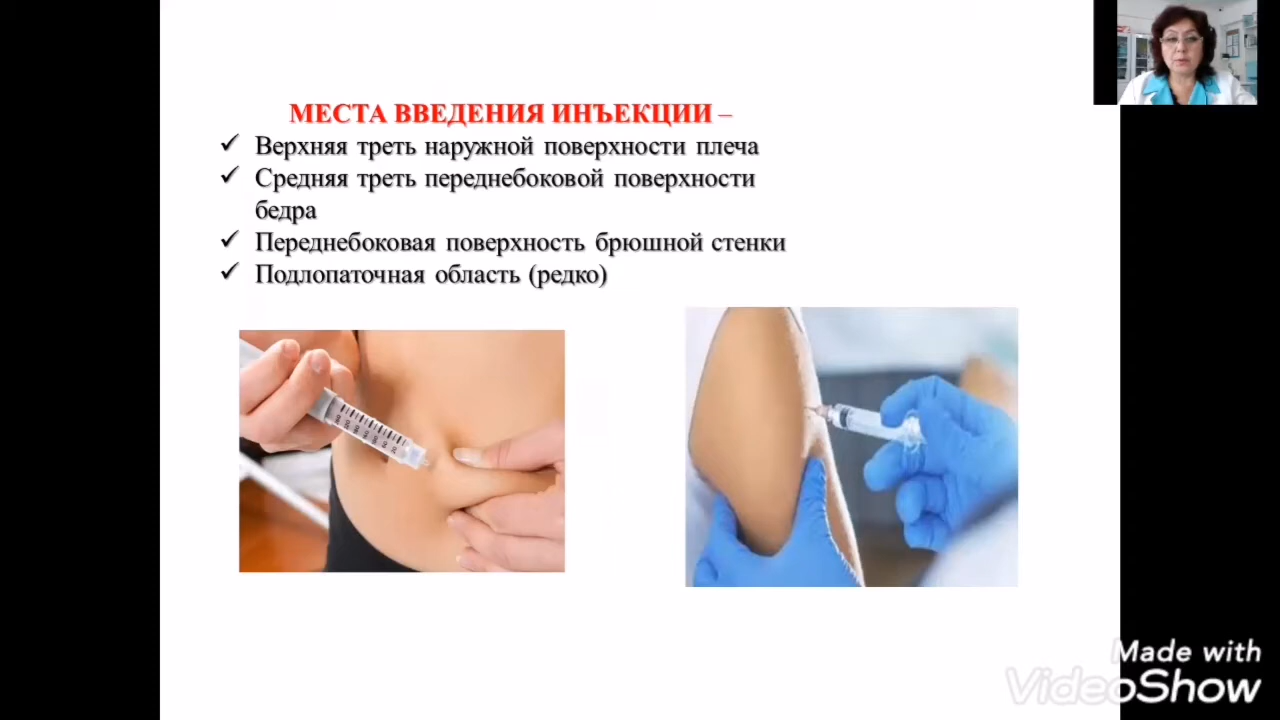 МЕСТА ВВЕДЕНИЯ ИНЪЕКЦИИ –
✓ Верхняя треть наружной поверхности плеча
✓ Средняя треть переднебоковой поверхности
бедра
✓ Переднебоковая поверхность брюшной стенки
✓ Подлопаточная область (редко)
Made with
VideoShow